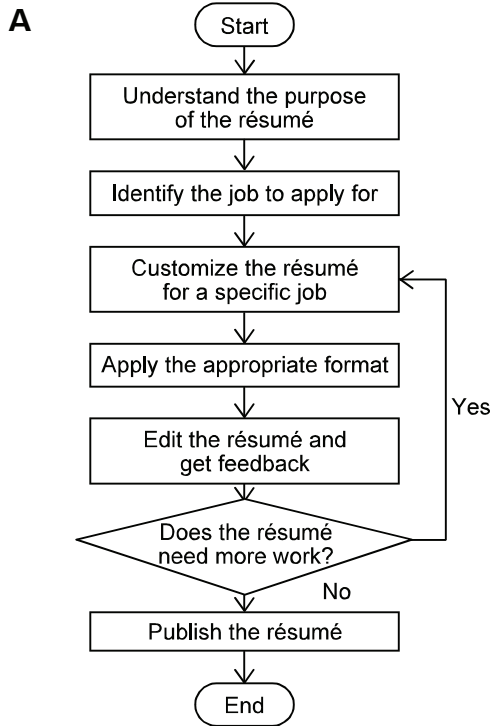 A
Start
Understand the purpose
of the résumé
Identify the job to apply for
Customize the résumé
for a specific job
Apply the appropriate format
Yes
Edit the résumé and
get feedback
Does the résumé
need more work?
No
Publish the résumé
End